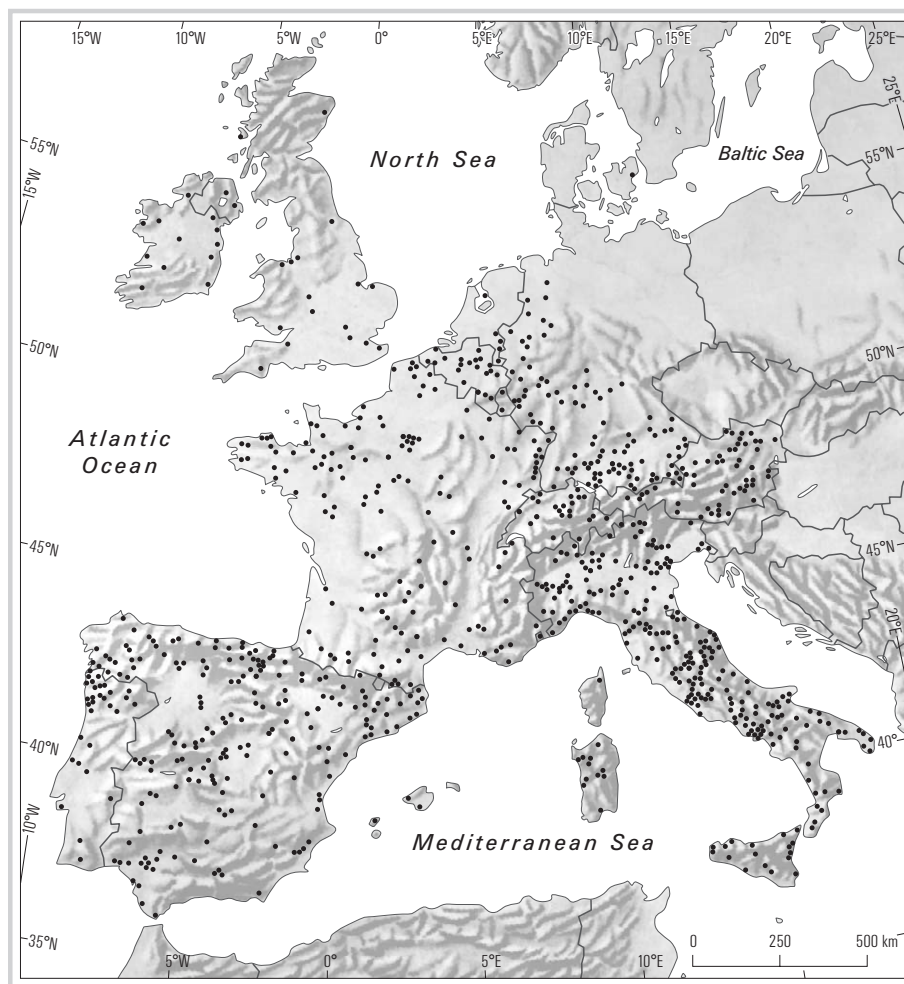 15°W 10°W 5°W 0° 5°E 10°E 15°E 20°E 25°E
25°E
55°N
15°W
North Sea
Baltic Sea
55°N
50°N
50°N
Atlantic
Ocean
45°N
45°N
20°E
40°N
40°
10°W
Mediterranean Sea
35°N
0 250 500 km
5°W 0° 5°E 10°E